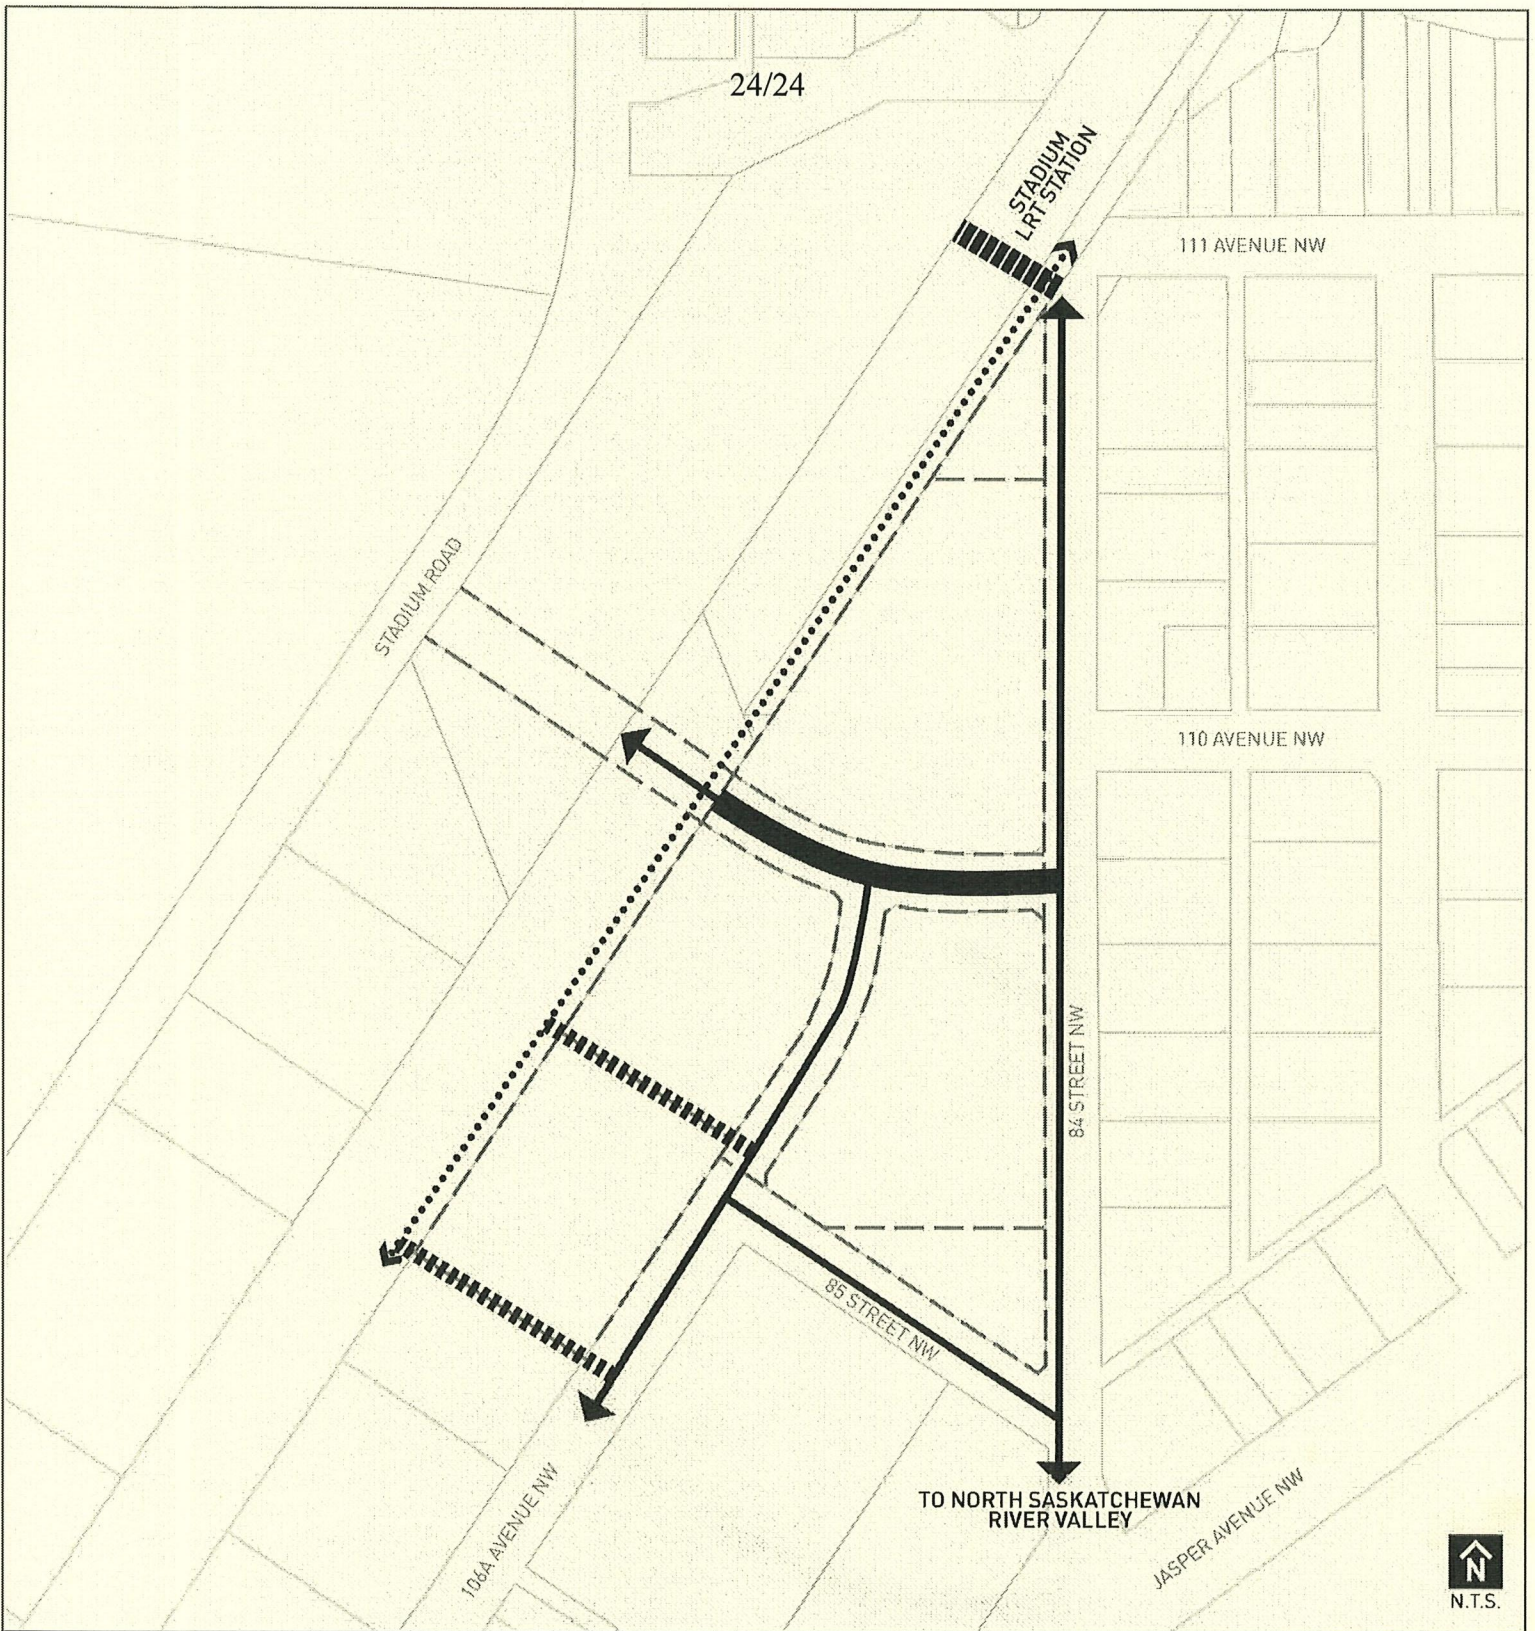 24/24
STADIUM
LRT STATION
111 AVENUE NW
STADIUM ROAD
110 AVENUE NW
84 STREET NW
85 STREET NW
TO NORTH SASKATCHEWAN
RIVER VALLEY
106A AVENUE NW
JASPER AVENUE NW
N
N.T.S.